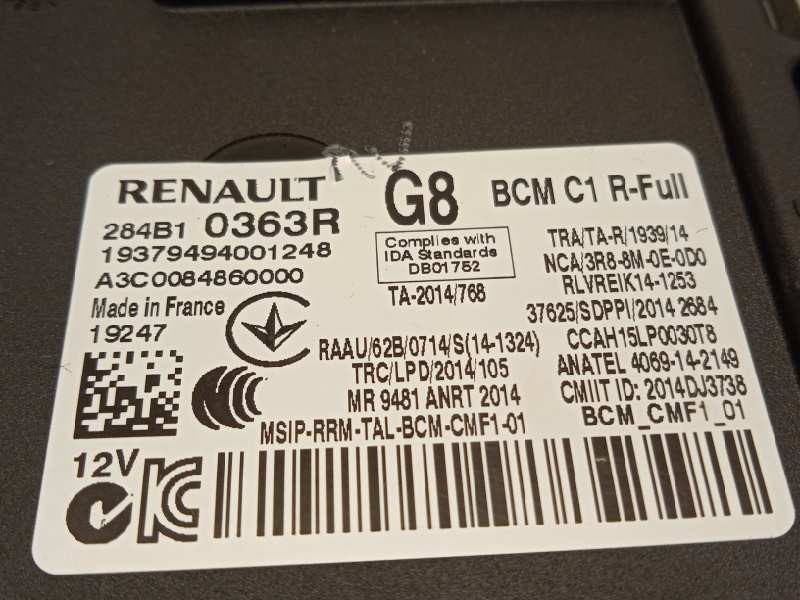 RENAULT G8 BCM C1 R-Full
284B1 0363R
19379494001248
A3C0084860000
Made in France
19247
Complies with
IDA Standards
DB01752
TA-2014/768
TRA/TA-R/1939/14
NCA/3R8-8M-0E-0D0
RLVREIK14-1253
37625/SDPPI/2014 2684
RAAU/62B/0714/S(14-1324)
CCAH15LP0030T8
TRC/LPD/2014/105
ANATEL 4069-14-2149
MR 9481 ANRT 2014
CMIIT ID: 2014DJ3738
MSIP-RRM-TAL-BCM-CMF1-01
BCM_CMF1_01
12V